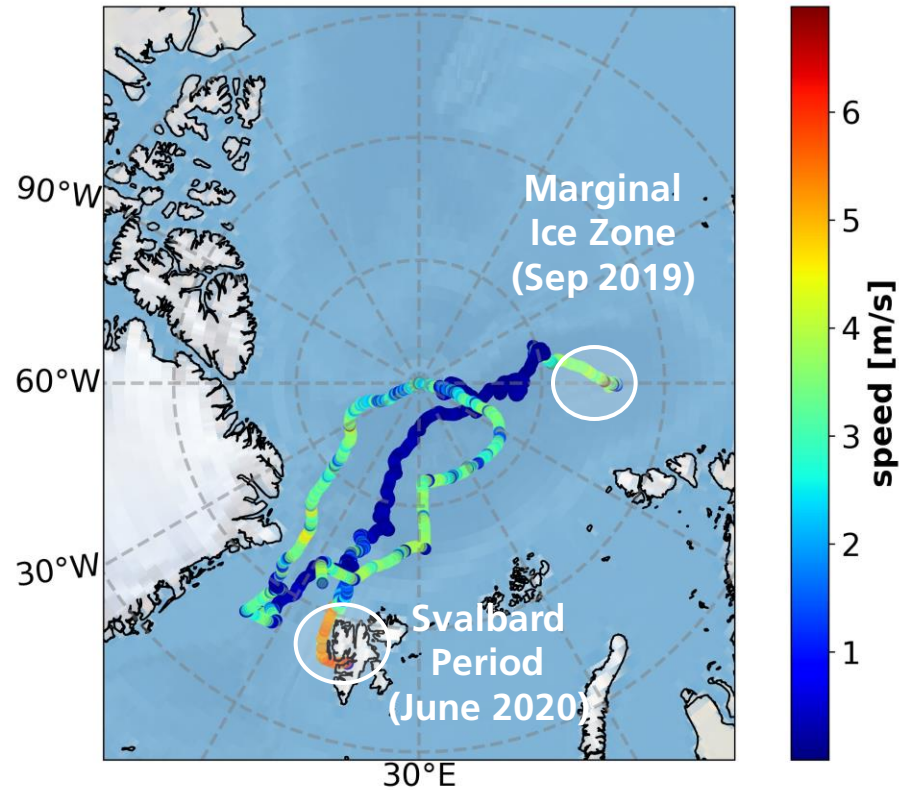 90°W
60°W
30°W
30°E
Marginal
Ice Zone
(Sep 2019)
Svalbard
Period
(June 2020)
6
5
4
3
2
1
speed [m/s]